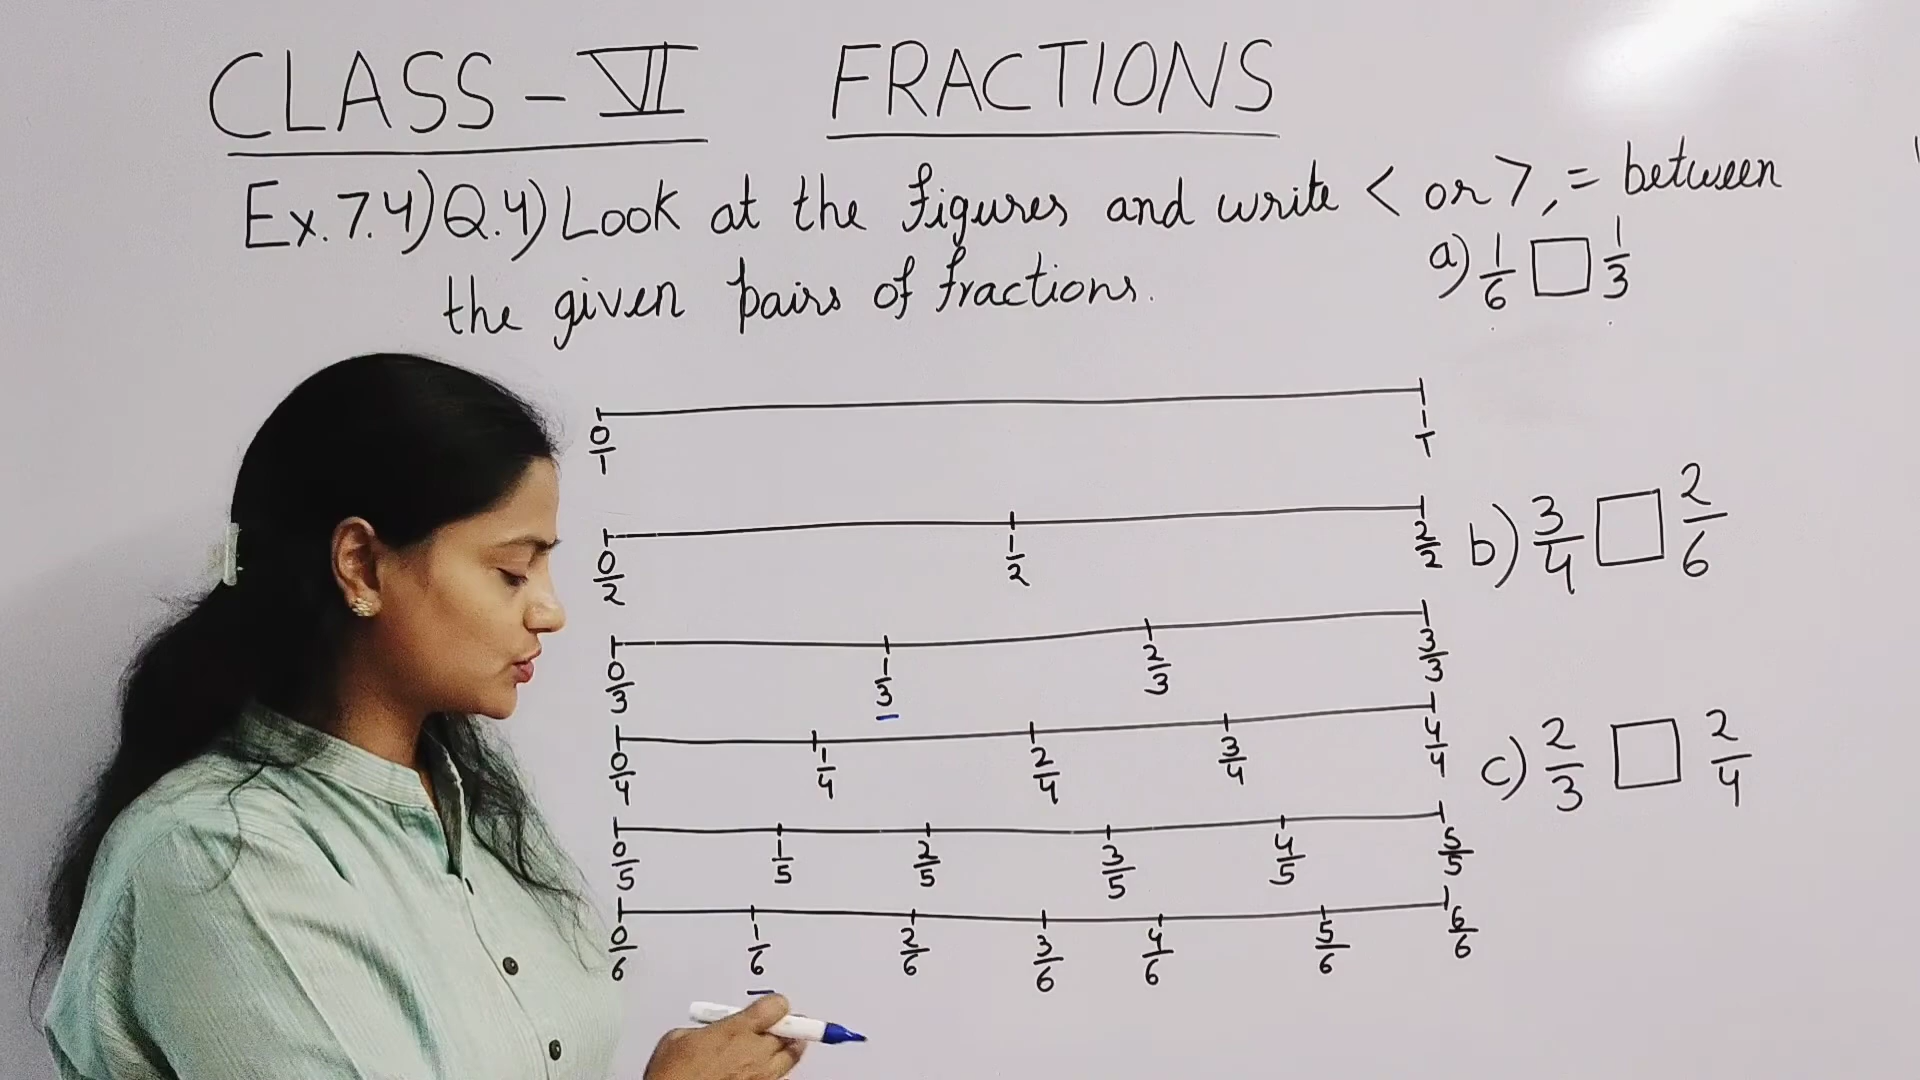 CLASS - VI FRACTIONS
Ex. 7.4) Q.4) Look at the figures and write < or >, = between
the given pairs of fractions.
a) 1/6 □ 1/3
0/1 1/1
0/2 1/2 2/2
b) 3/4 □ 2/6
0/3 1/3 2/3 3/3
0/4 1/4 2/4 3/4 4/4
c) 2/3 □ 2/4
0/5 1/5 2/5 3/5 4/5 5/5
0/6 1/6 2/6 3/6 4/6 5/6 6/6